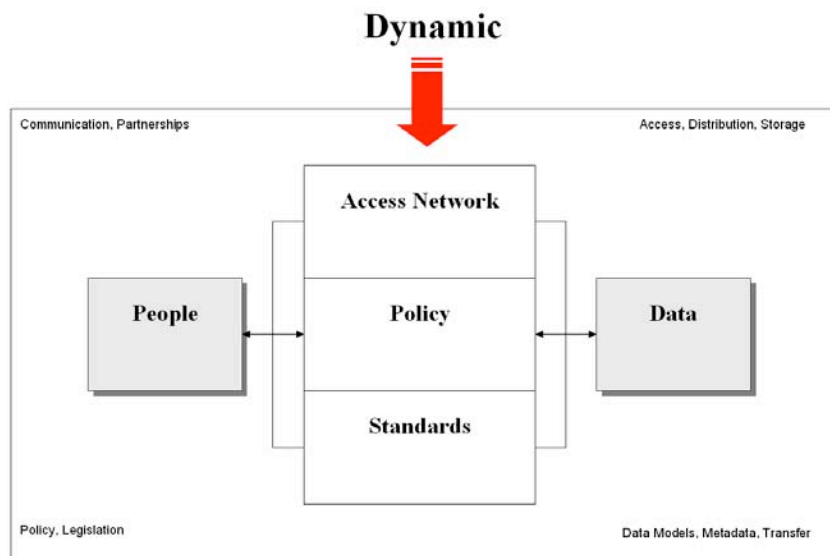 Dynamic
Communication, Partnerships
Access, Distribution, Storage
Access Network
People
Policy
Data
Standards
Policy, Legislation
Data Models, Metadata, Transfer